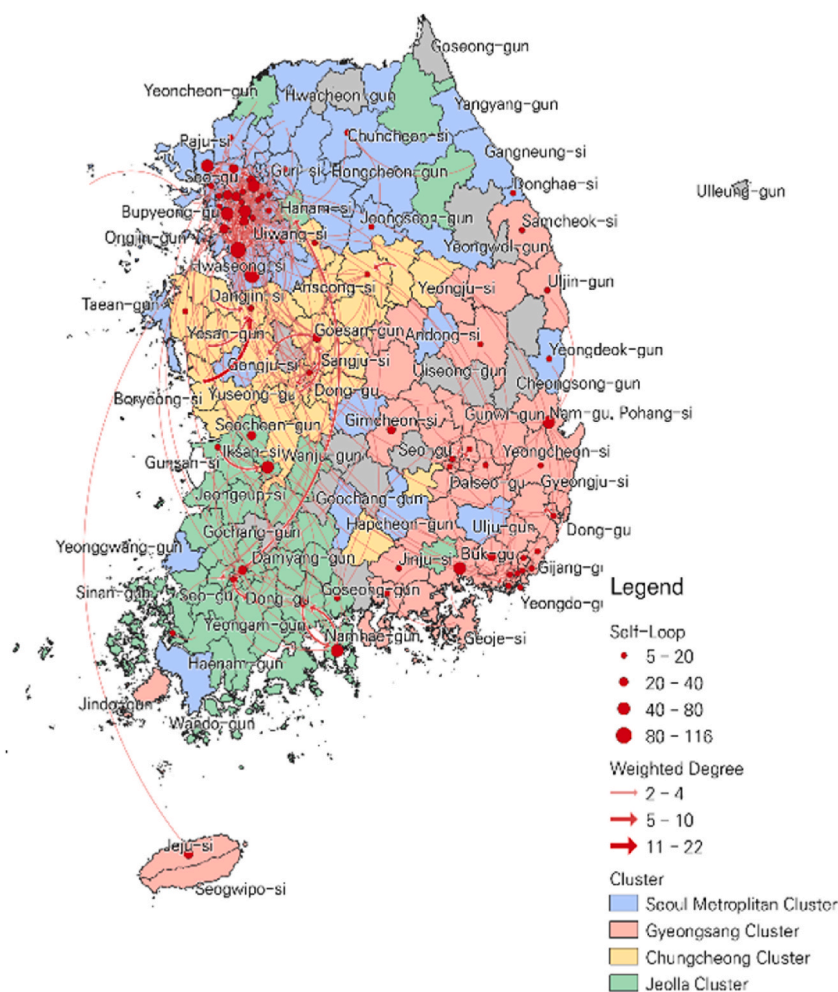 Goseong-gun
Yeoncheon-gun
Hwacheon gun
Yangyang-gun
Paju-si
Chuncheon-si
Gangneung-si
Guri-si
Hongcheon-gun
Donghae-si
Ulleung-gun
Bupyeong-gu
Hanam-si
Jeongseon-gun
Samcheok-si
Ongjin-gun
Uiwang-si
Yeongwol-gun
Hwaseong-si
Anseong-si
Yeongju-si
Uljin-gun
Taean-gun
Dangjin-si
Yesan-gun
Goesan-gun
Andong-si
Yeongdeok-gun
Gongju-si
Sangju-si
Uiseong-gun
Cheongsong-gun
Boryeong-si
Yuseong-gu
Dong-gu
Seocheon-gun
Gimcheon-si
Gunwi-gun
Nam-gu, Pohang-si
Gunsan-si
Iksan-si
Wanju-gun
Seo-gu
Yeongcheon-si
Jeongeup-si
Goochang-gun
Dalseo-gu
Gyeongju-si
Gochang-gun
Hapcheon-gun
Ulju-gun
Dong-gu
Yeonggwang-gun
Damyang-gun
Jinju-si
Buk-gu
Gijang-gu
Sinan-gun
Seo-gu
Dong-gu
Goseong-gun
Yeongdo-gu
Yeongam-gun
Namhae-gun
Geoje-si
Haenam-gun
Jindo-gun
Wando-gun
Jeju-si
Seogwipo-si
Legend
Self-Loop
5 - 20
20 - 40
40 - 80
80 - 116
Weighted Degree
2 - 4
5 - 10
11 - 22
Cluster
Seoul Metroplitan Cluster
Gyeongsang Cluster
Chungcheong Cluster
Jeolla Cluster